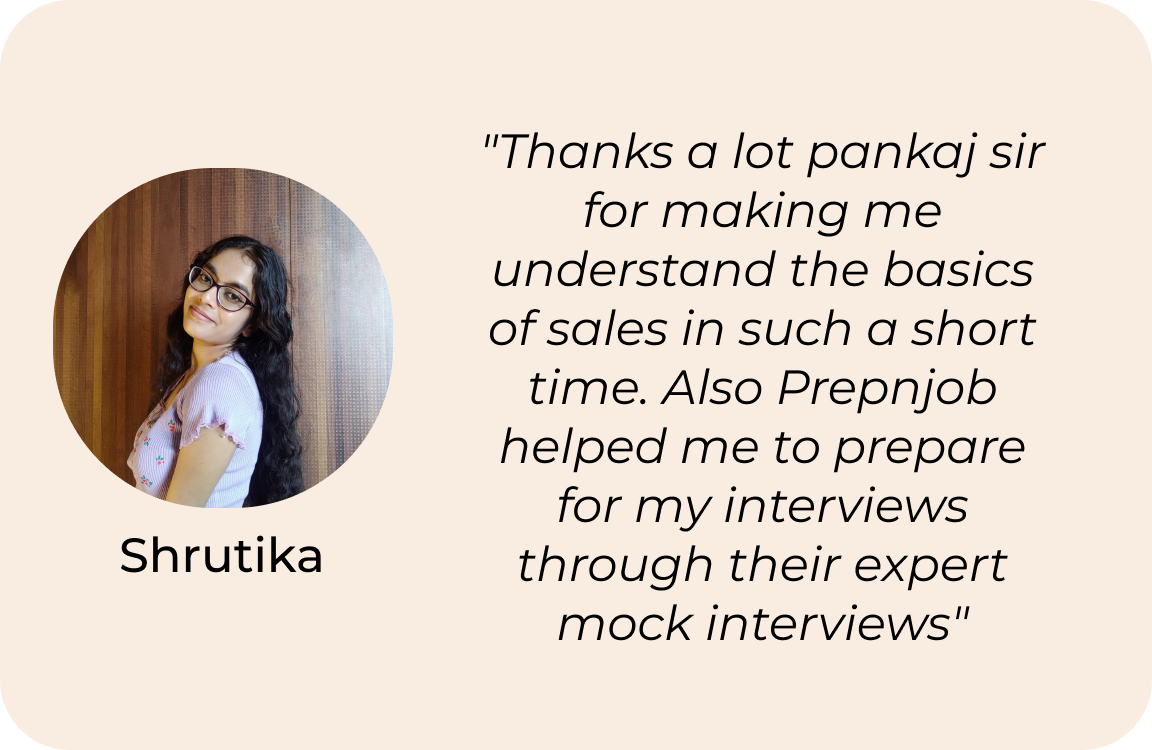 "Thanks a lot pankaj sir
for making me
understand the basics
of sales in such a short
time. Also Prepnjob
helped me to prepare
for my interviews
through their expert
mock interviews"
Shrutika